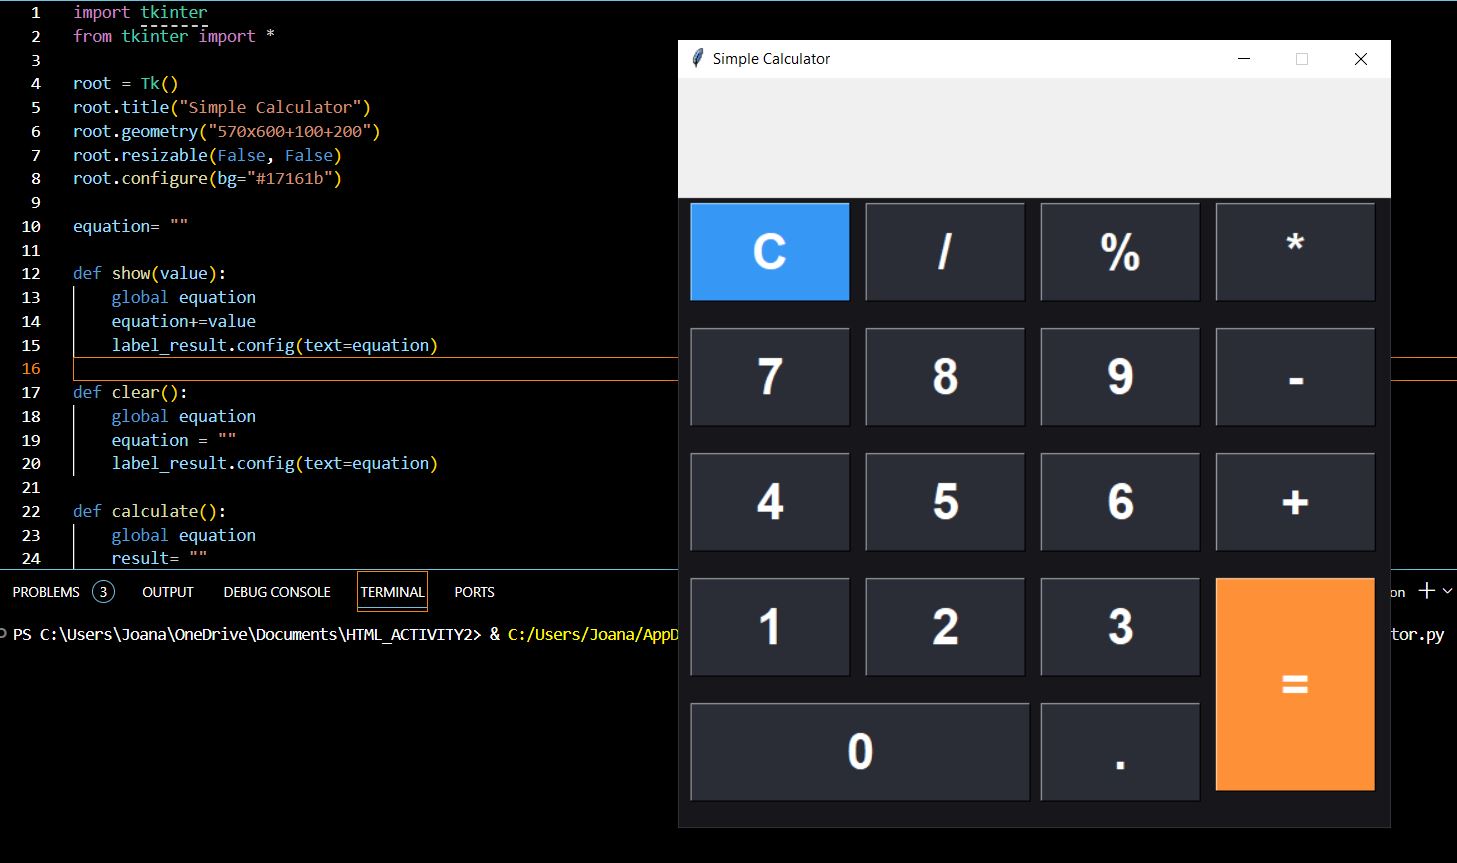 1 import tkinter
2 from tkinter import *
3
4 root = Tk()
5 root.title("Simple Calculator")
6 root.geometry("570x600+100+200")
7 root.resizable(False, False)
8 root.configure(bg="#17161b")
9
10 equation= ""
11
12 def show(value):
13     global equation
14     equation+=value
15     label_result.config(text=equation)
16
17 def clear():
18     global equation
19     equation = ""
20     label_result.config(text=equation)
21
22 def calculate():
23     global equation
24     result= ""
Simple Calculator
C / % *
7 8 9 -
4 5 6 +
1 2 3 =
0 .
PROBLEMS 3 OUTPUT DEBUG CONSOLE TERMINAL PORTS on
PS C:\Users\Joana\OneDrive\Documents\HTML_ACTIVITY2> & C:/Users/Joana/AppD tor.py